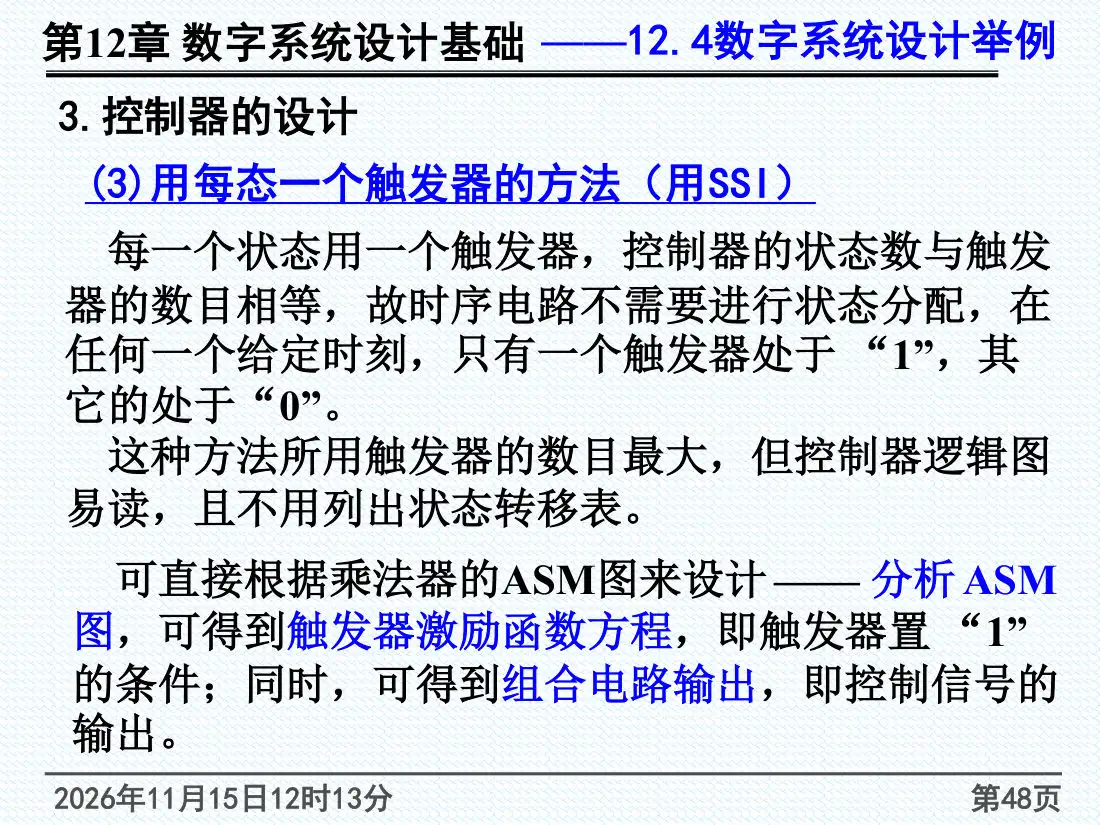 第12章 数字系统设计基础 ——12.4数字系统设计举例
3.控制器的设计
(3)用每态一个触发器的方法（用SSI）
每一个状态用一个触发器，控制器的状态数与触发
器的数目相等，故时序电路不需要进行状态分配，在
任何一个给定时刻，只有一个触发器处于 “1”，其
它的处于“0”。
这种方法所用触发器的数目最大，但控制器逻辑图
易读，且不用列出状态转移表。
可直接根据乘法器的ASM图来设计 —— 分析 ASM
图，可得到触发器激励函数方程，即触发器置 “1”
的条件；同时，可得到组合电路输出，即控制信号的
输出。
2026年11月15日12时13分
第48页